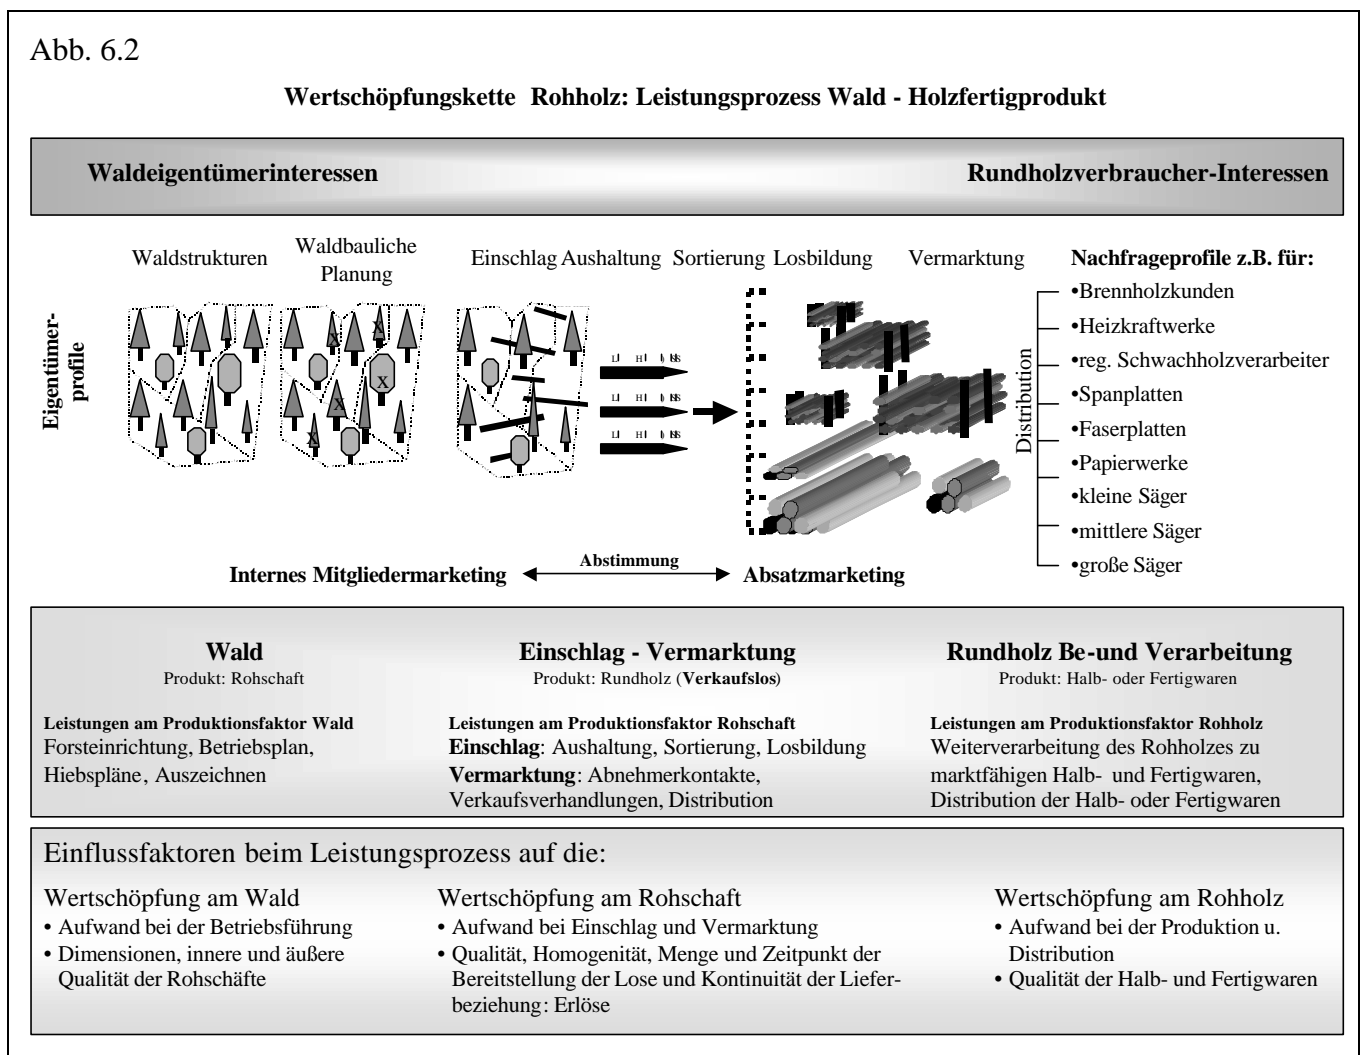 Abb. 6.2
Wertschöpfungskette Rohholz: Leistungsprozess Wald - Holzfertigprodukt
Waldeigentümerinteressen
Rundholzverbraucher-Interessen
Waldstrukturen
Waldbauliche
Planung
Einschlag Aushaltung Sortierung Losbildung
Vermarktung
Nachfrageprofile z.B. für:
Eigentümer-
profile
X
X
X
X
X
Distribution
•Brennholzkunden
•Heizkraftwerke
•reg. Schwachholzverarbeiter
•Spanplatten
•Faserplatten
•Papierwerke
•kleine Säger
•mittlere Säger
•große Säger
Internes Mitgliedermarketing
Abstimmung
Absatzmarketing
Wald
Produkt: Rohschaft
Leistungen am Produktionsfaktor Wald
Forsteinrichtung, Betriebsplan,
Hiebspläne, Auszeichnen
Einschlag - Vermarktung
Produkt: Rundholz (Verkaufslos)
Leistungen am Produktionsfaktor Rohschaft
Einschlag: Aushaltung, Sortierung, Losbildung
Vermarktung: Abnehmerkontakte,
Verkaufsverhandlungen, Distribution
Rundholz Be-und Verarbeitung
Produkt: Halb- oder Fertigwaren
Leistungen am Produktionsfaktor Rohholz
Weiterverarbeitung des Rohholzes zu
marktfähigen Halb- und Fertigwaren,
Distribution der Halb- oder Fertigwaren
Einflussfaktoren beim Leistungsprozess auf die:
Wertschöpfung am Wald
• Aufwand bei der Betriebsführung
• Dimensionen, innere und äußere
Qualität der Rohschäfte
Wertschöpfung am Rohschaft
• Aufwand bei Einschlag und Vermarktung
• Qualität, Homogenität, Menge und Zeitpunkt der
Bereitstellung der Lose und Kontinuität der Liefer-
beziehung: Erlöse
Wertschöpfung am Rohholz
• Aufwand bei der Produktion u.
Distribution
• Qualität der Halb- und Fertigwaren